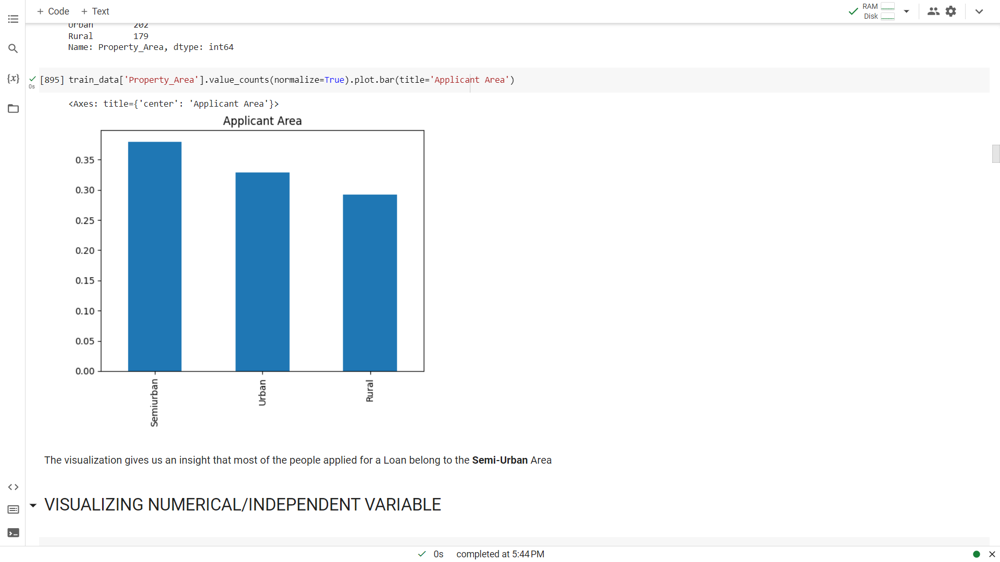 + Code + Text
RAM
Disk
Urban 202
Rural 179
Name: Property_Area, dtype: int64
{x}
0s
[895] train_data['Property_Area'].value_counts(normalize=True).plot.bar(title='Applicant Area')
<Axes: title={'center': 'Applicant Area'}>
Applicant Area
0.35
0.30
0.25
0.20
0.15
0.10
0.05
0.00
Semiurban
Urban
Rural
The visualization gives us an insight that most of the people applied for a Loan belong to the Semi-Urban Area
VISUALIZING NUMERICAL/INDEPENDENT VARIABLE
0s completed at 5:44 PM